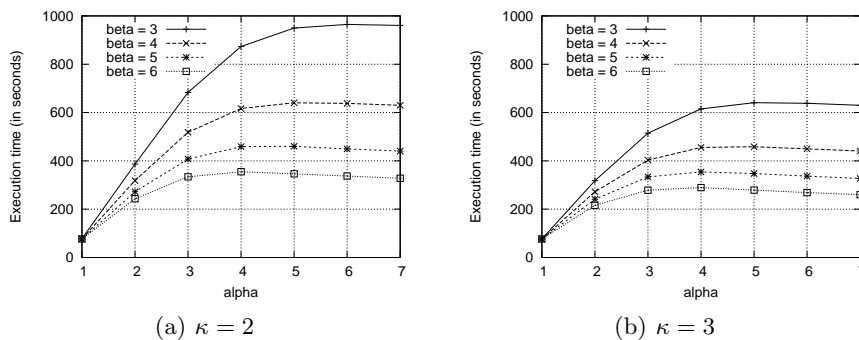 1000
800
600
400
200
0
Execution time (in seconds)
beta = 3
beta = 4
beta = 5
beta = 6
1 2 3 4 5 6 7
alpha
(a) κ = 2
1000
800
600
400
200
0
Execution time (in seconds)
beta = 3
beta = 4
beta = 5
beta = 6
1 2 3 4 5 6 7
alpha
(b) κ = 3